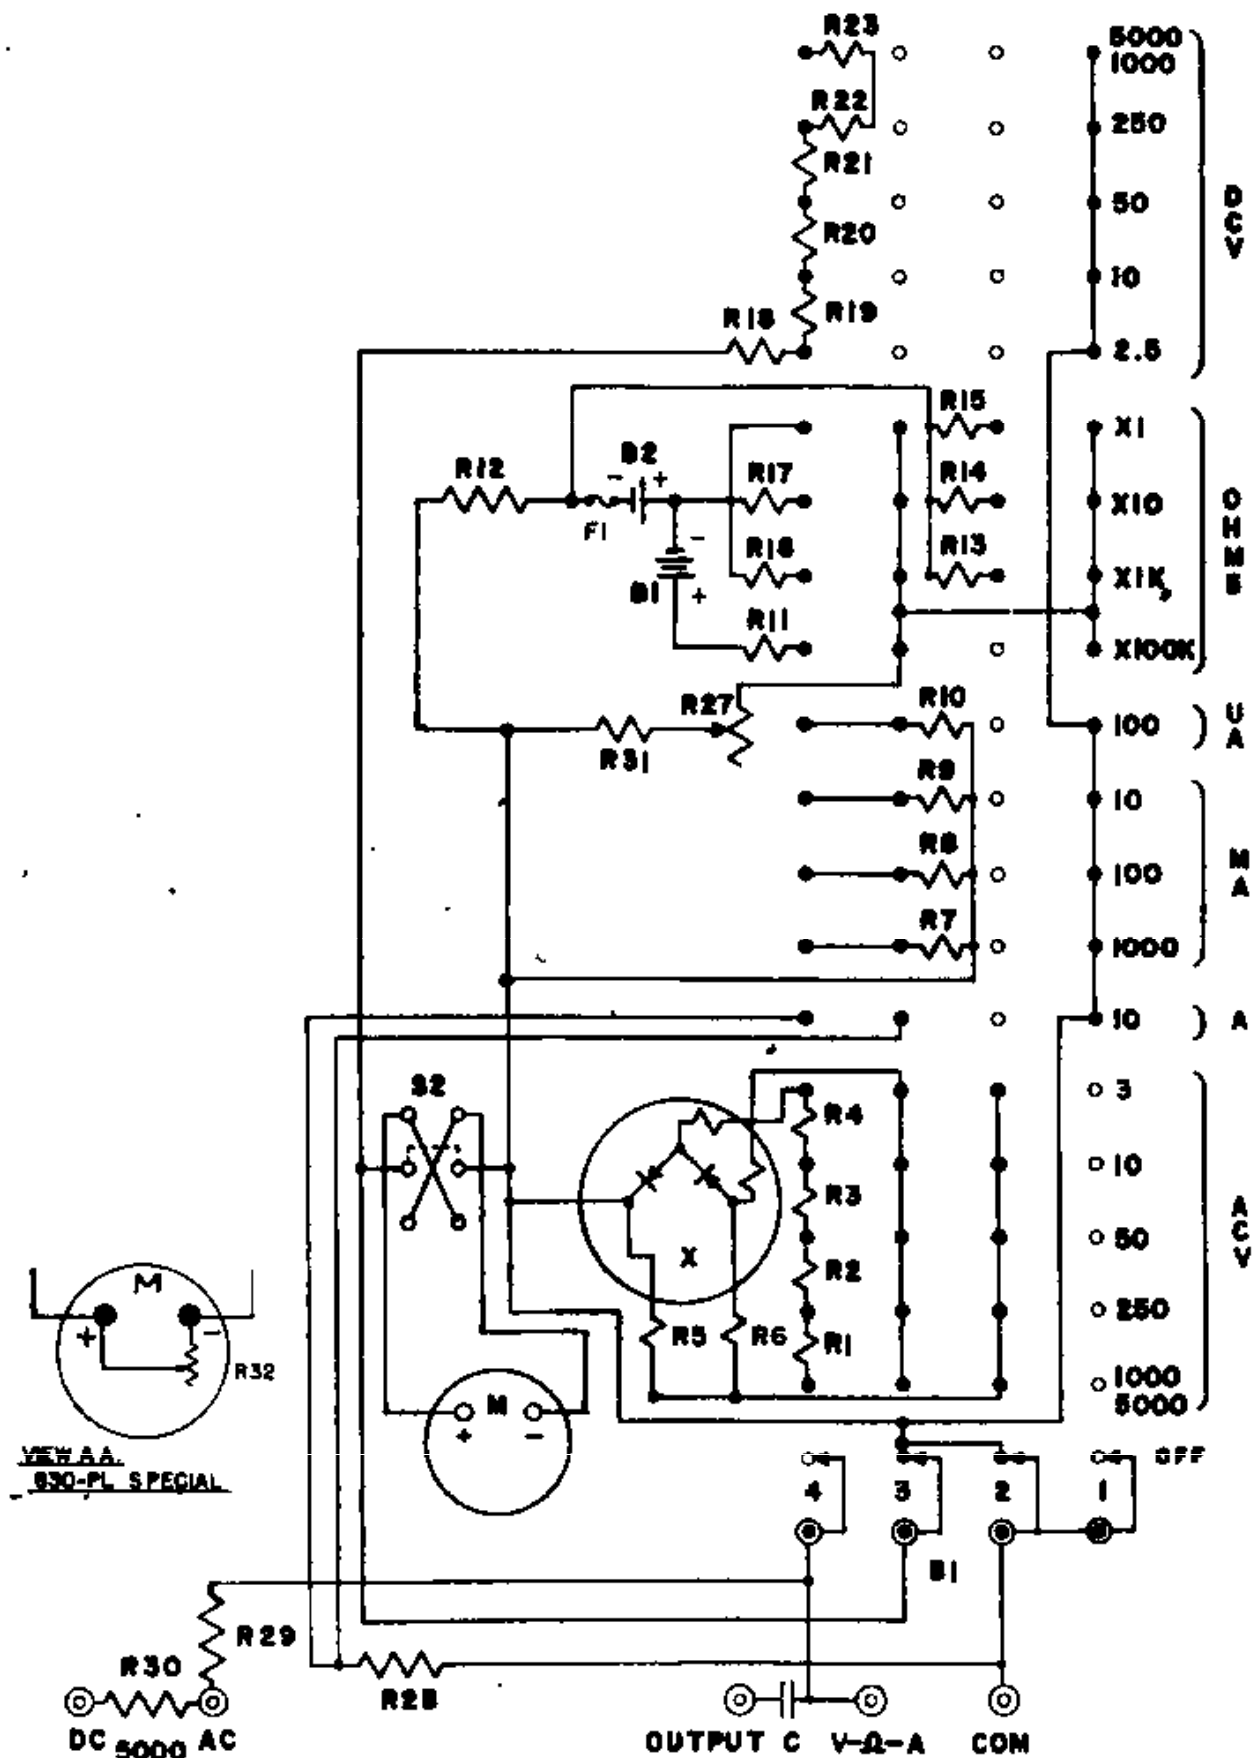 R23
5000
1000
R22
250
R21
50
R20
10
R19
R18
2.5
DCV
R15
X1
R12
B2
- +
R17
R14
X10
F1
-
R16
R13
X1K
B1
+
R11
X100K
OHMS
R27
R10
100
UA
R31
R9
10
R8
100
MA
R7
1000
10
A
S2
3
R4
10
R3
50
X
R2
250
R5
R6
R1
1000
5000
ACV
M
+ -
R32
M
+ -
VIEW A A.
630-PL SPECIAL
OFF
4 3 2 1
R29
R30
R28
DC 5000 AC
OUTPUT C V-Ω-A COM